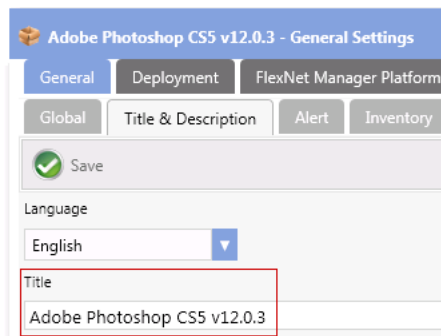 Adobe Photoshop CS5 v12.0.3 - General Settings
General Deployment FlexNet Manager Platform
Global Title & Description Alert Inventory
Save
Language
English
Title
Adobe Photoshop CS5 v12.0.3